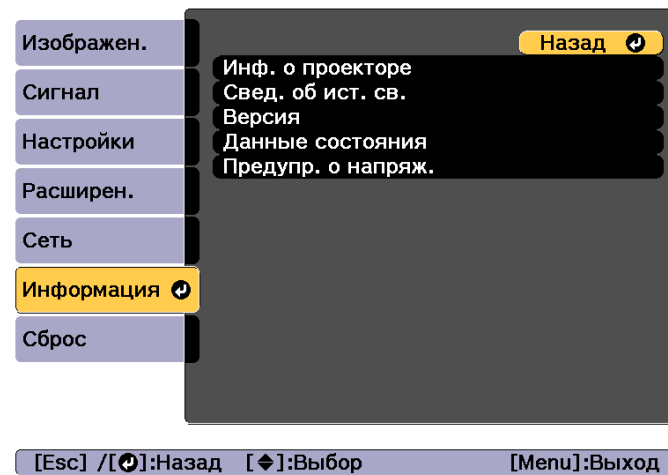 Изображен.
Сигнал
Настройки
Расширен.
Сеть
Информация
Сброс
Назад
Инф. о проекторе
Свед. об ист. св.
Версия
Данные состояния
Предупр. о напряж.
[Esc] /[⏎]:Назад [◆]:Выбор [Menu]:Выход